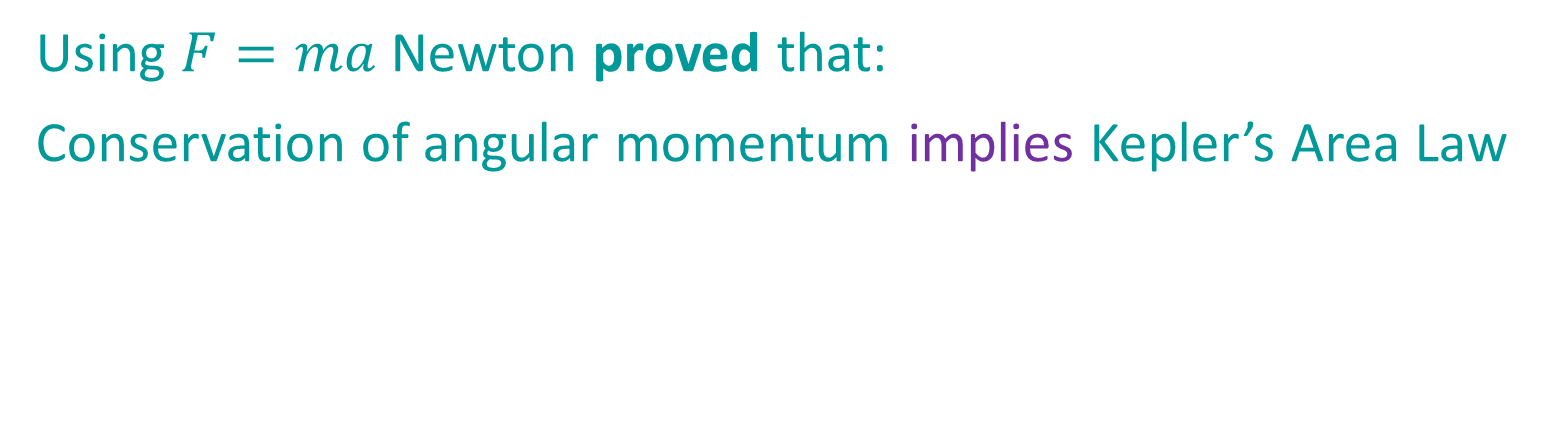 Using F = ma Newton proved that:
Conservation of angular momentum implies Kepler’s Area Law